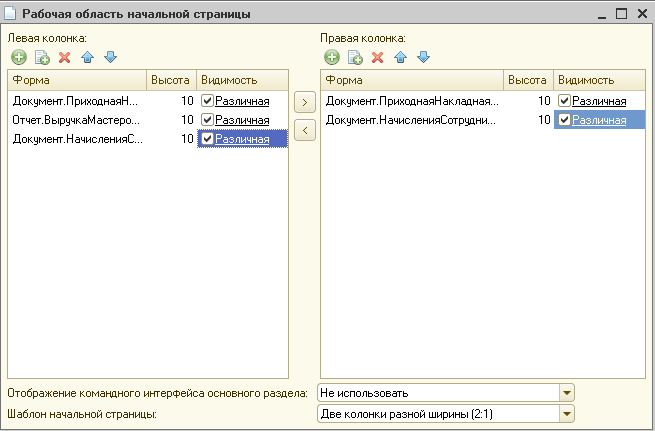 Рабочая область начальной страницы
Левая колонка:
Форма Высота Видимость
Документ.ПриходнаяН... 10 Различная
Отчет.ВыручкаМастеро... 10 Различная
Документ.НачисленияС... 10 Различная
Правая колонка:
Форма Высота Видимость
Документ.ПриходнаяНакладная... 10 Различная
Документ.НачисленияСотрудни... 10 Различная
Отображение командного интерфейса основного раздела: Не использовать
Шаблон начальной страницы: Две колонки разной ширины (2:1)